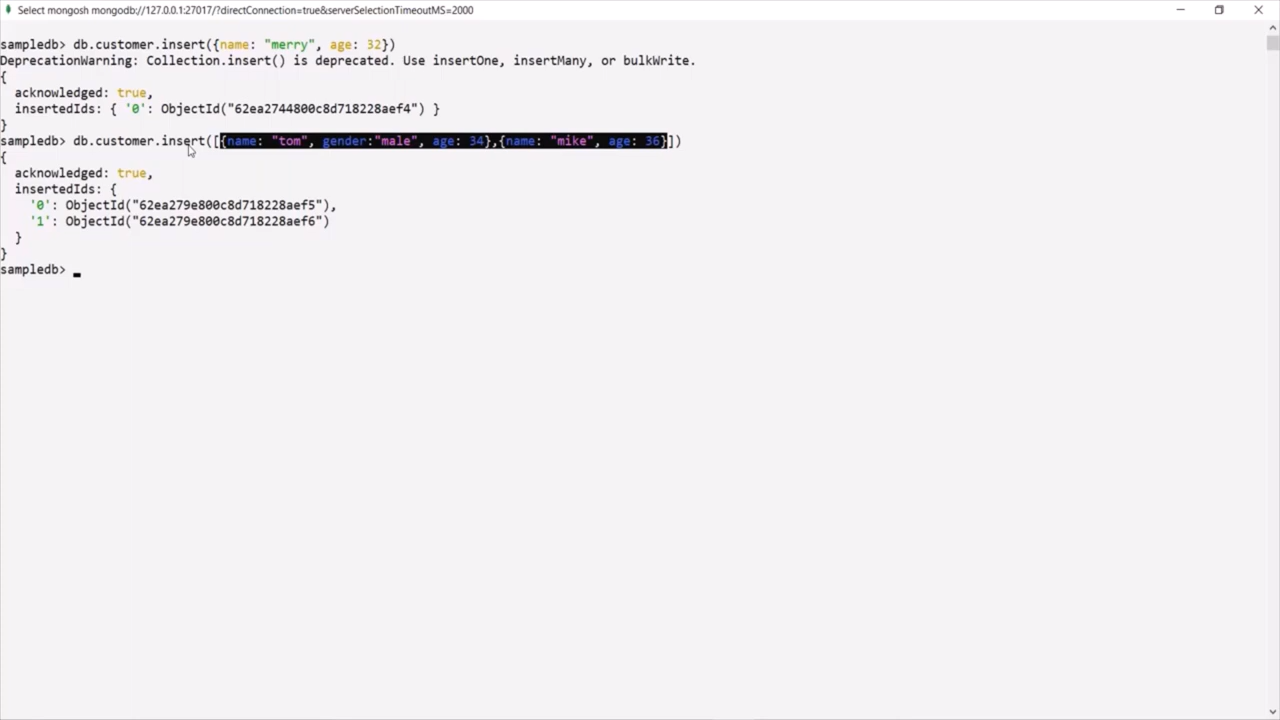 Select mongosh mongodb://127.0.0.1:27017/?directConnection=true&serverSelectionTimeoutMS=2000
sampledb> db.customer.insert({name: "merry", age: 32})
DeprecationWarning: Collection.insert() is deprecated. Use insertOne, insertMany, or bulkWrite.
{
  acknowledged: true,
  insertedIds: { '0': ObjectId("62ea2744800c8d718228aef4") }
}
sampledb> db.customer.insert([{name: "tom", gender:"male", age: 34},{name: "mike", age: 36}])
{
  acknowledged: true,
  insertedIds: {
    '0': ObjectId("62ea279e800c8d718228aef5"),
    '1': ObjectId("62ea279e800c8d718228aef6")
  }
}
sampledb>